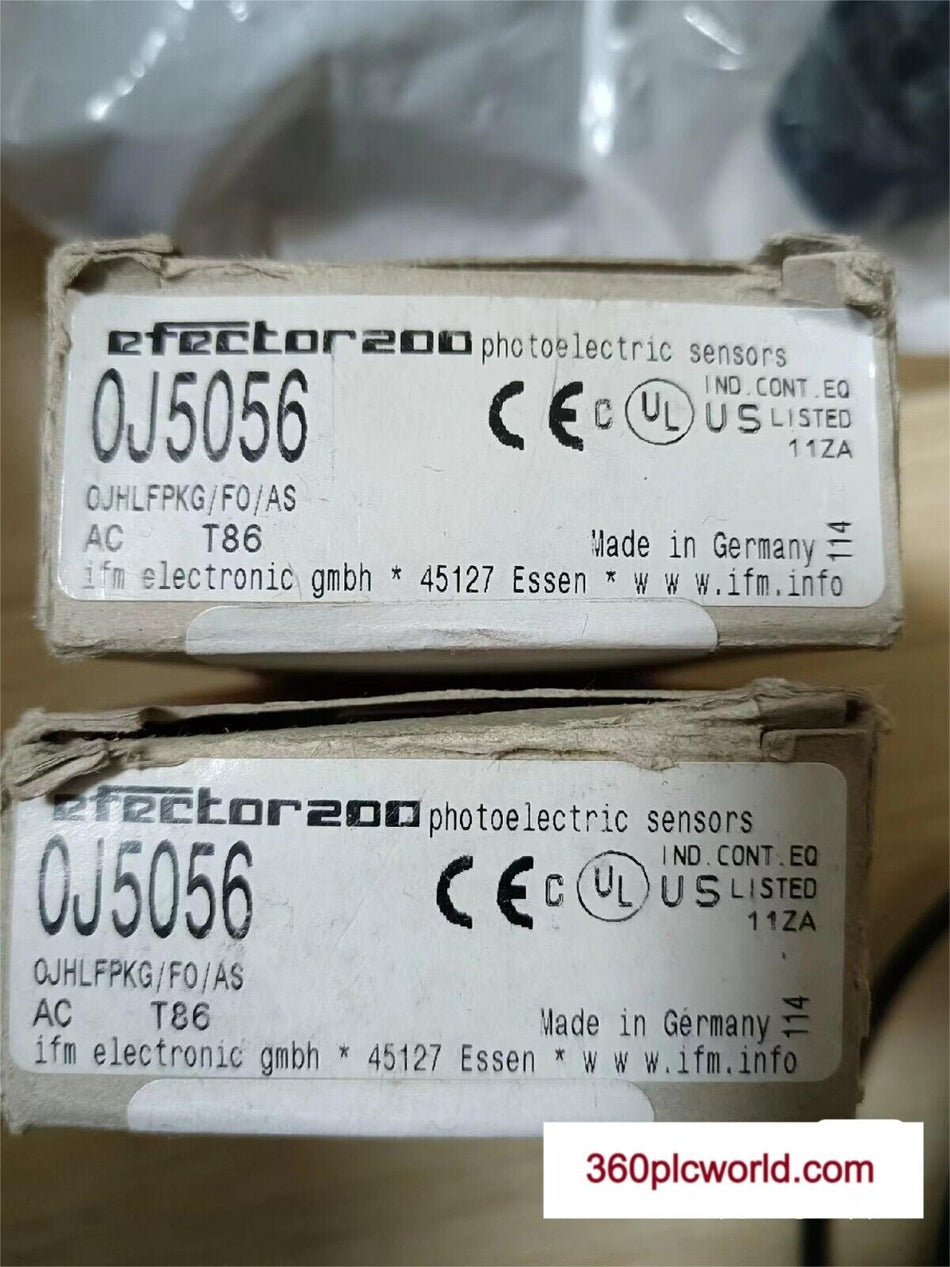 efector200 photoelectric sensors
OJ5056
CE C UL US IND.CONT.EQ
LISTED
11ZA
OJHLFPKG/FO/AS
AC T86
Made in Germany 114
ifm electronic gmbh * 45127 Essen * w w w.ifm.info
efector200 photoelectric sensors
OJ5056
CE C UL US IND.CONT.EQ
LISTED
11ZA
OJHLFPKG/FO/AS
AC T86
Made in Germany 114
ifm electronic gmbh * 45127 Essen * w w w.ifm.info
360plcworld.com